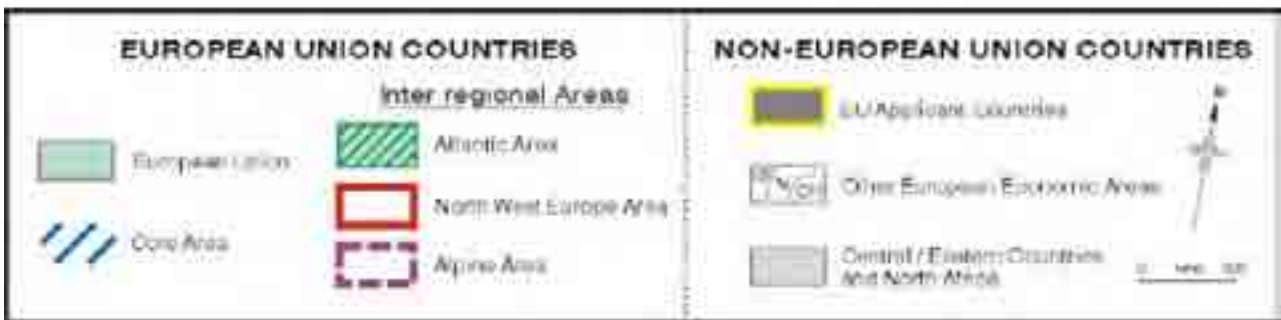 EUROPEAN UNION COUNTRIES
Inter regional Areas
European Union
Core Area
Atlantic Area
North West Europe Area
Alpine Area
NON-EUROPEAN UNION COUNTRIES
EU Applicant Countries
Other European Economic Areas
Central / Eastern Countries
and North Africa